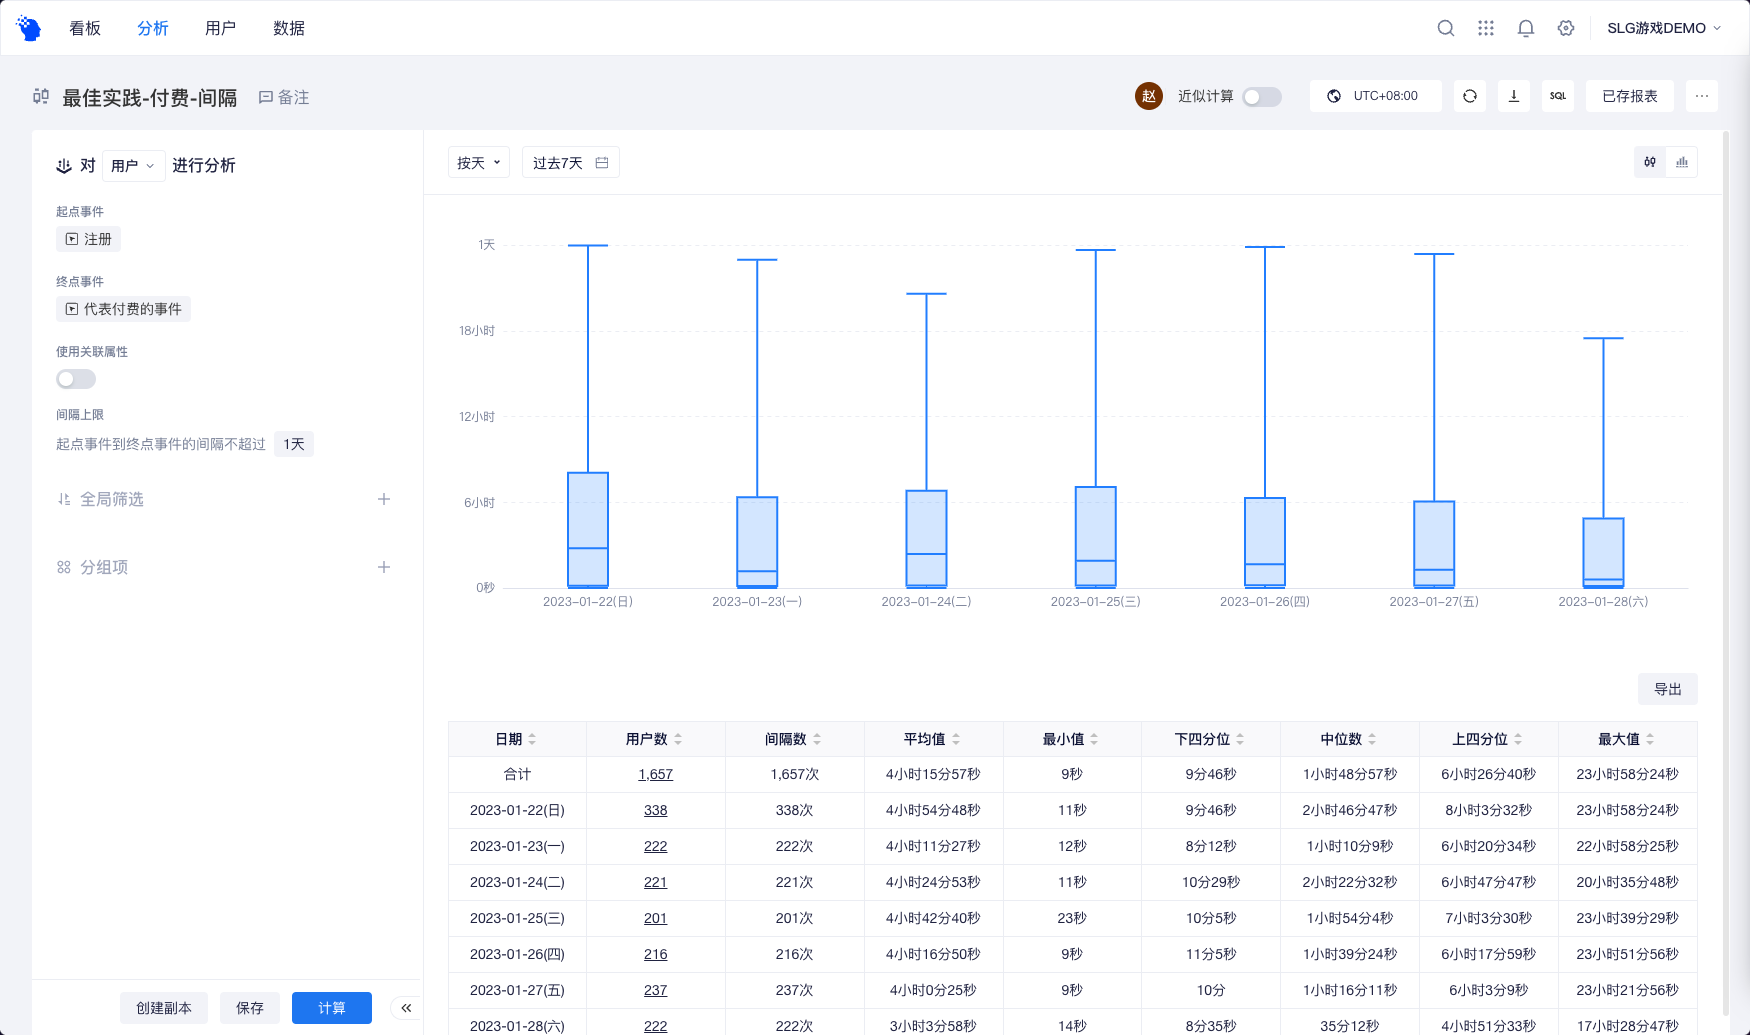 看板 分析 用户 数据 SLG游戏DEMO
最佳实践-付费-间隔 备注 赵 近似计算 UTC+08:00 SQL 已存报表 ...
对 用户 进行分析
起点事件
注册
终点事件
代表付费的事件
使用关联属性
间隔上限
起点事件到终点事件的间隔不超过 1天
全局筛选
分组项
创建副本 保存 计算
按天 过去7天
1天
18小时
12小时
6小时
0秒
2023-01-22(日) 2023-01-23(一) 2023-01-24(二) 2023-01-25(三) 2023-01-26(四) 2023-01-27(五) 2023-01-28(六)
导出
日期 用户数 间隔数 平均值 最小值 下四分位 中位数 上四分位 最大值
合计 1,657 1,657次 4小时15分57秒 9秒 9分46秒 1小时48分57秒 6小时26分40秒 23小时58分24秒
2023-01-22(日) 338 338次 4小时54分48秒 11秒 9分46秒 2小时46分47秒 8小时3分32秒 23小时58分24秒
2023-01-23(一) 222 222次 4小时11分27秒 12秒 8分12秒 1小时10分9秒 6小时20分34秒 22小时58分25秒
2023-01-24(二) 221 221次 4小时24分53秒 11秒 10分29秒 2小时22分32秒 6小时47分47秒 20小时35分48秒
2023-01-25(三) 201 201次 4小时42分40秒 23秒 10分5秒 1小时54分4秒 7小时3分30秒 23小时39分29秒
2023-01-26(四) 216 216次 4小时16分50秒 9秒 11分5秒 1小时39分24秒 6小时17分59秒 23小时51分56秒
2023-01-27(五) 237 237次 4小时0分25秒 9秒 10分 1小时16分11秒 6小时3分9秒 23小时21分56秒
2023-01-28(六) 222 222次 3小时3分58秒 14秒 8分35秒 35分12秒 4小时51分33秒 17小时28分47秒